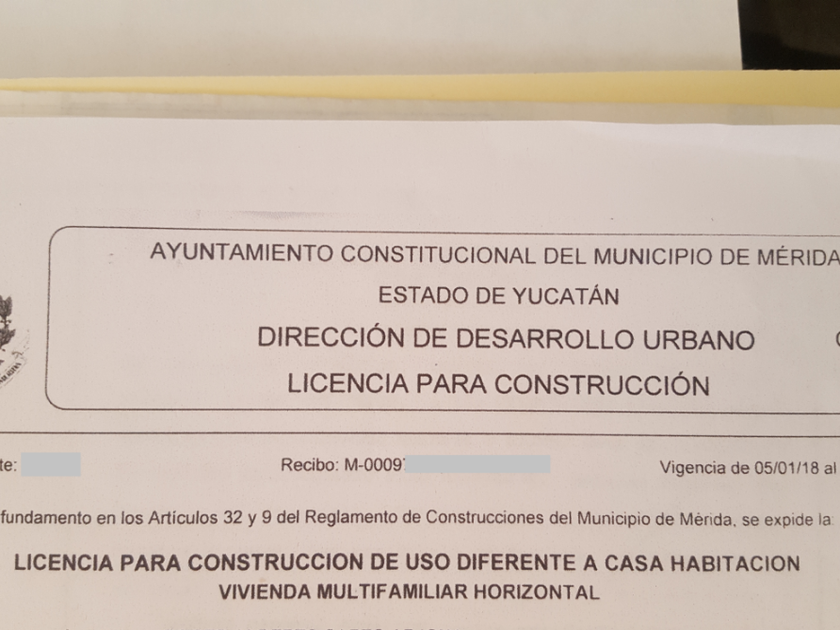 AYUNTAMIENTO CONSTITUCIONAL DEL MUNICIPIO DE MÉRIDA
ESTADO DE YUCATÁN
DIRECCIÓN DE DESARROLLO URBANO
LICENCIA PARA CONSTRUCCIÓN
te: Recibo: M-0009 Vigencia de 05/01/18 al
fundamento en los Artículos 32 y 9 del Reglamento de Construcciones del Municipio de Mérida, se expide la:
LICENCIA PARA CONSTRUCCION DE USO DIFERENTE A CASA HABITACION
VIVIENDA MULTIFAMILIAR HORIZONTAL